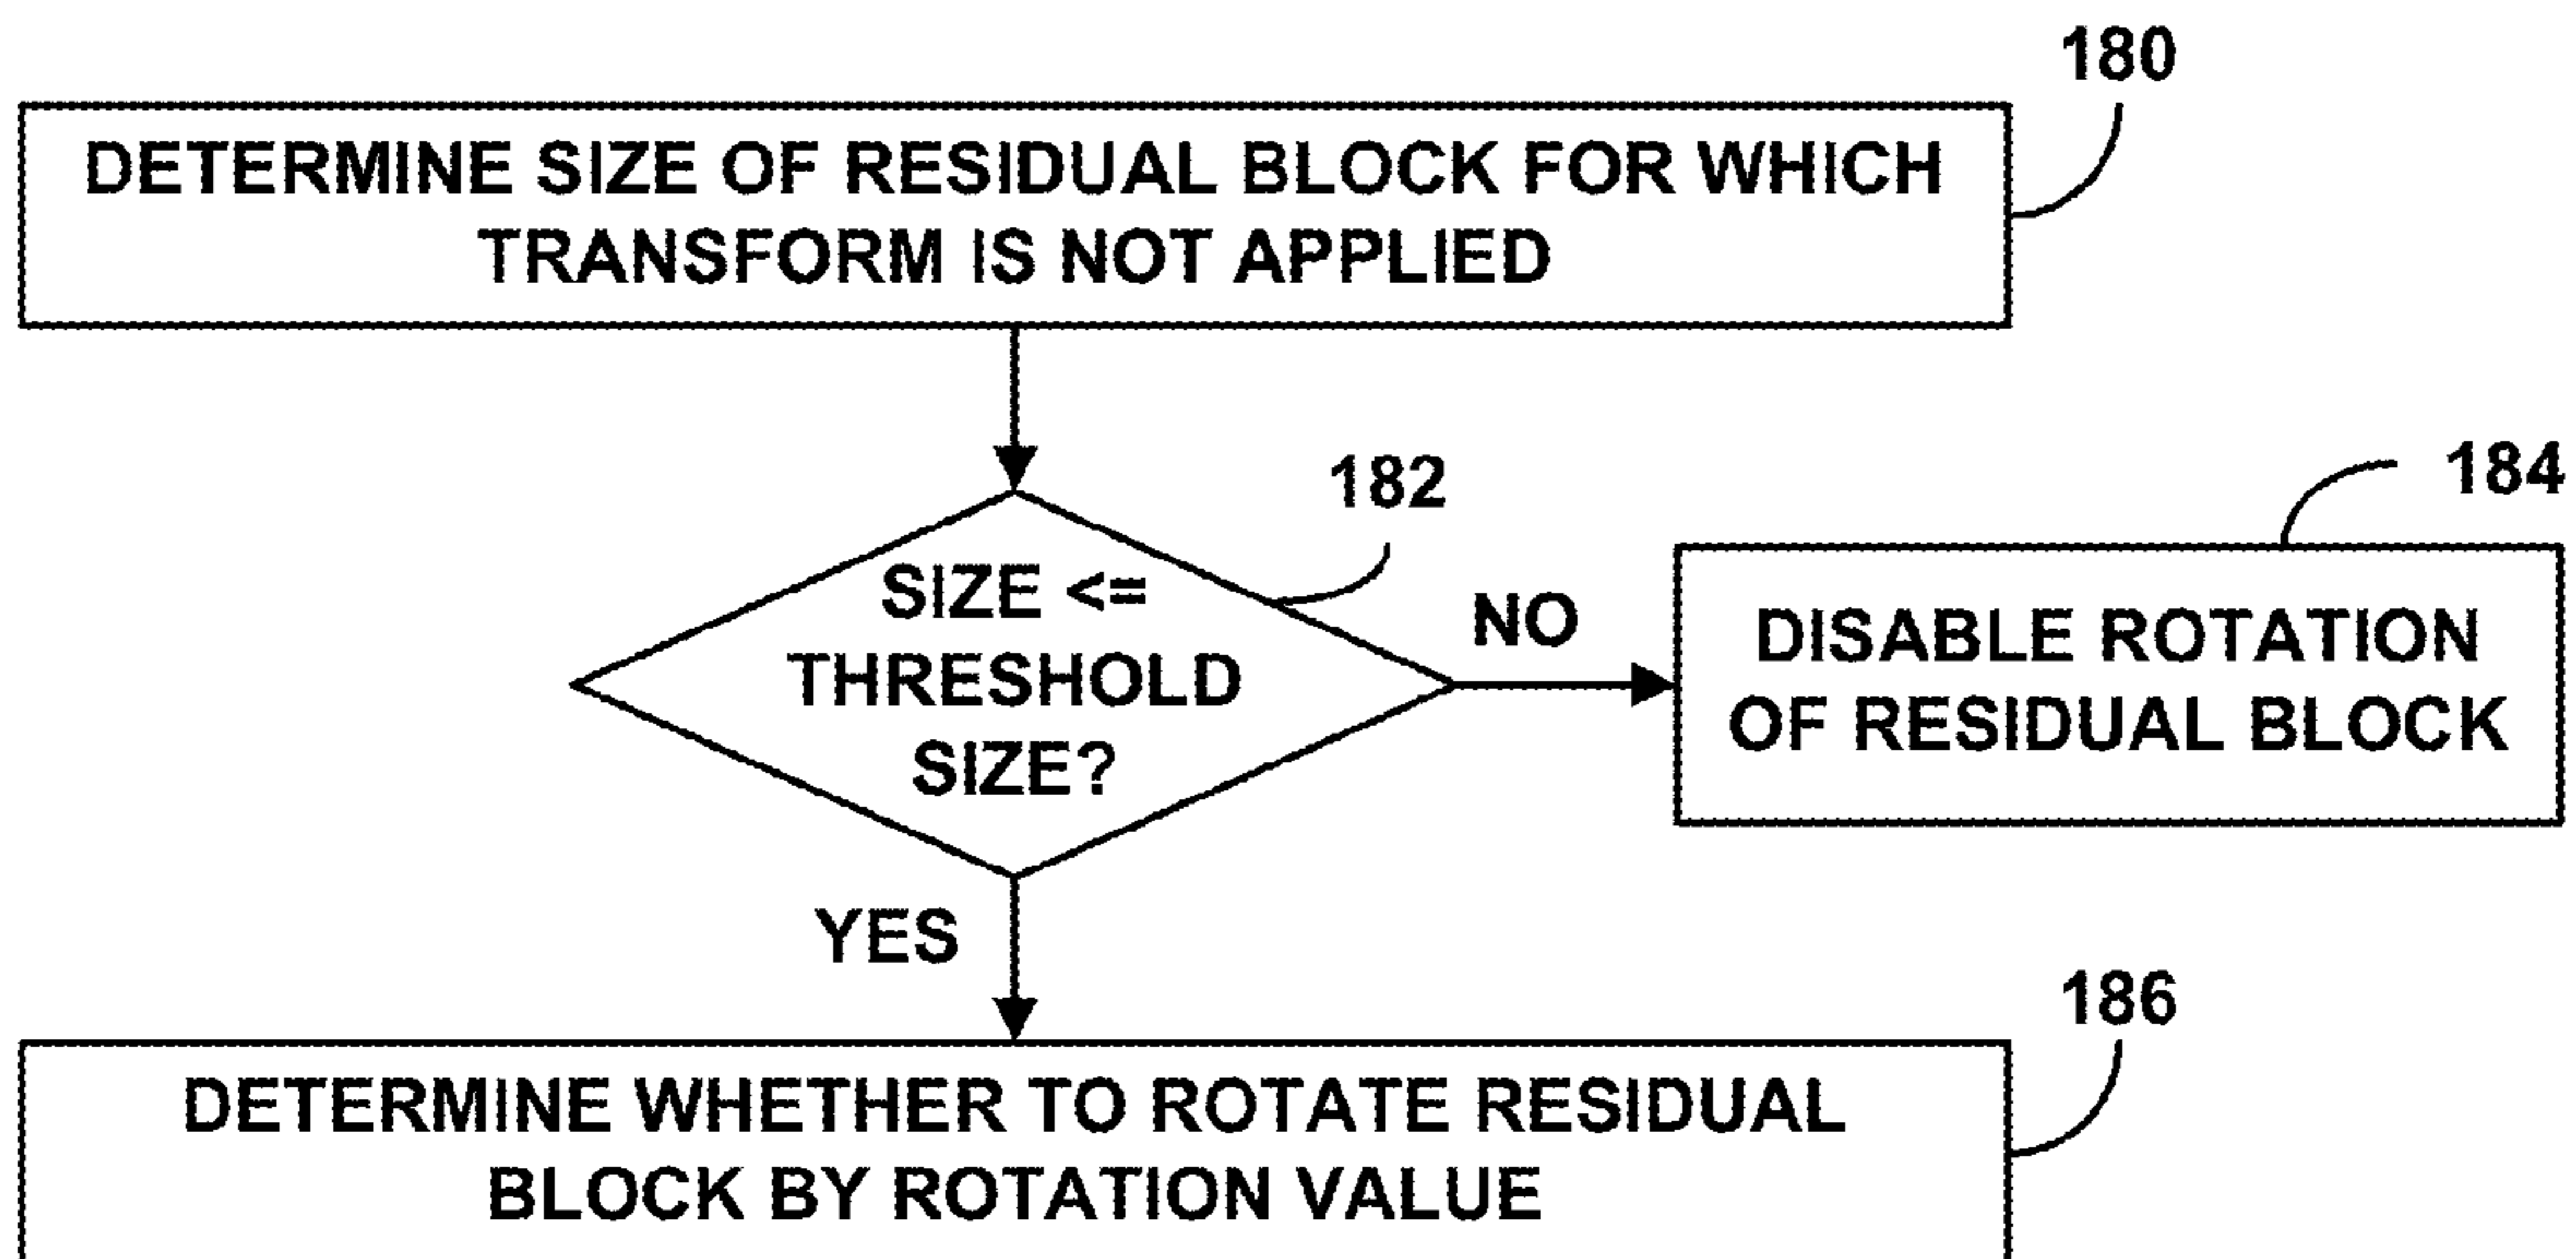 180
DETERMINE SIZE OF RESIDUAL BLOCK FOR WHICH
TRANSFORM IS NOT APPLIED
182
184
SIZE <=
THRESHOLD
SIZE?
NO
DISABLE ROTATION
OF RESIDUAL BLOCK
YES
186
DETERMINE WHETHER TO ROTATE RESIDUAL
BLOCK BY ROTATION VALUE